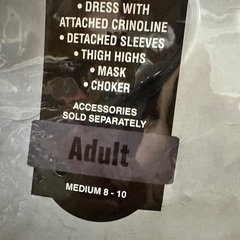 • DRESS WITH
ATTACHED CRINOLINE
• DETACHED SLEEVES
• THIGH HIGHS
• MASK
• CHOKER
ACCESSORIES
SOLD SEPARATELY
Adult
MEDIUM 8 - 10